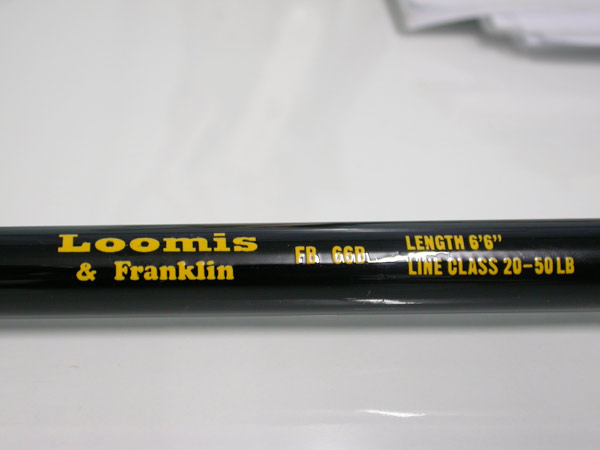 Loomis
& Franklin
FB 66B
LENGTH 6'6"
LINE CLASS 20-50 LB